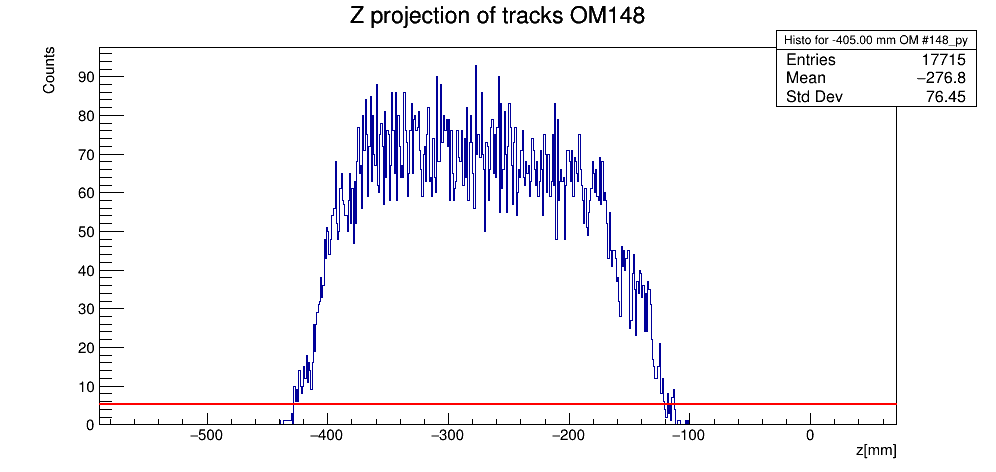 Z projection of tracks OM148
Histo for -405.00 mm OM #148_py
Entries 17715
Mean −276.8
Std Dev 76.45
Counts
90
80
70
60
50
40
30
20
10
0
−500 −400 −300 −200 −100 0
z[mm]